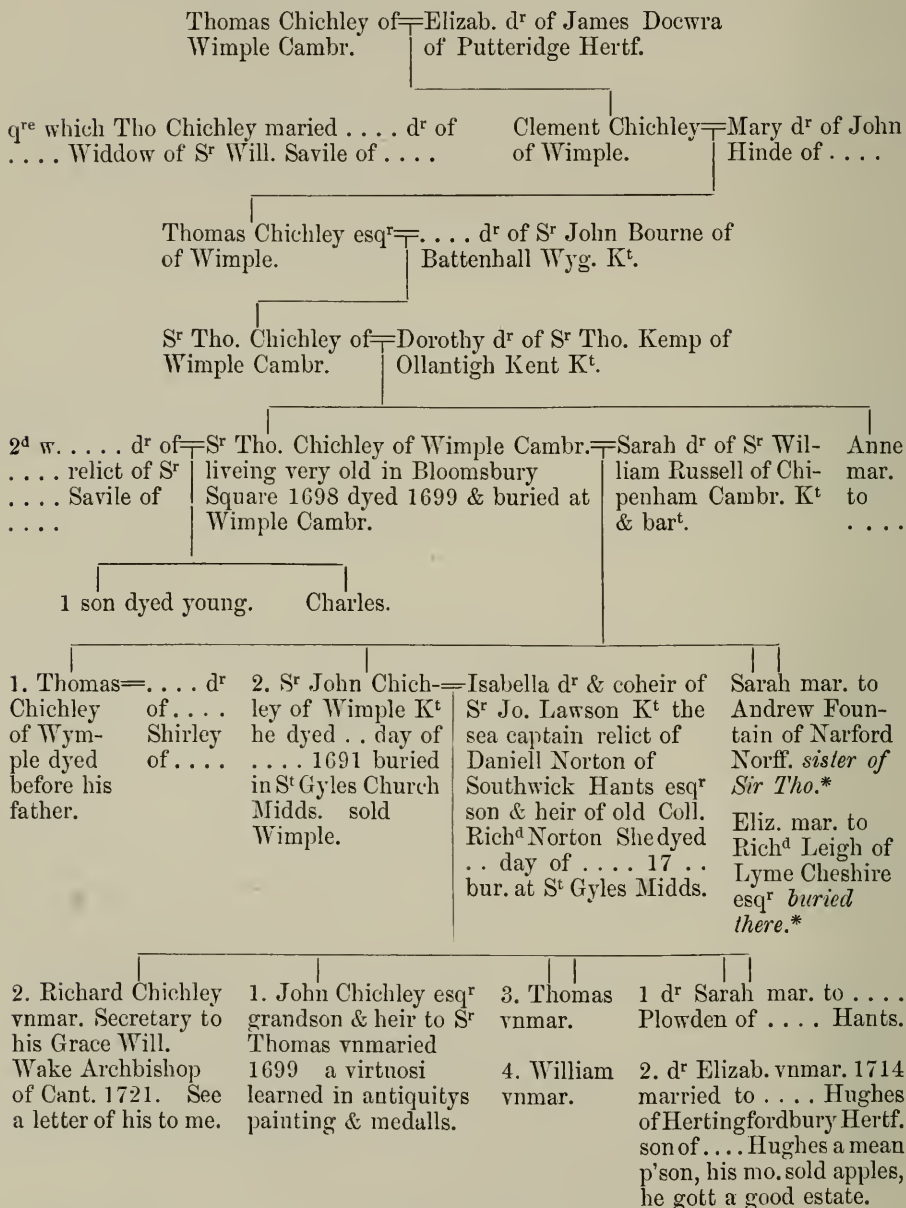 Thomas Chichley of=Elizab. dʳ of James Docwra
Wimple Cambr. of Putteridge Hertf.
qʳᵉ which Tho Chichley maried . . . . dʳ of
. . . . Widdow of Sʳ Will. Savile of . . . .
Clement Chichley=Mary dʳ of John
of Wimple. Hinde of . . . .
Thomas Chichley esqʳ=. . . . dʳ of Sʳ John Bourne of
of Wimple. Battenhall Wyg. Kᵗ.
Sʳ Tho. Chichley of=Dorothy dʳ of Sʳ Tho. Kemp of
Wimple Cambr. Ollantigh Kent Kᵗ.
2ᵈ w. . . . . dʳ of=
. . . . relict of Sʳ
. . . . Savile of
. . . .
Sʳ Tho. Chichley of Wimple Cambr.=
liveing very old in Bloomsbury
Square 1698 dyed 1699 & buried at
Wimple Cambr.
Sarah dʳ of Sʳ Wil-
liam Russell of Chi-
penham Cambr. Kᵗ
& barᵗ.
Anne
mar.
to
. . . .
1 son dyed young. Charles.
1. Thomas=
Chichley
of Wym-
ple dyed
before his
father.
. . . . dʳ
of . . . .
Shirley
of . . . .
2. Sʳ John Chich-=
ley of Wimple Kᵗ
he dyed . . day of
. . . . 1691 buried
in Sᵗ Gyles Church
Midds. sold
Wimple.
Isabella dʳ & coheir of
Sʳ Jo. Lawson Kᵗ the
sea captain relict of
Daniell Norton of
Southwick Hants esqʳ
son & heir of old Coll.
Richᵈ Norton She dyed
. . day of . . . . 17 . .
bur. at Sᵗ Gyles Midds.
Sarah mar. to
Andrew Foun-
tain of Narford
Norff. sister of
Sir Tho.*
Eliz. mar. to
Richᵈ Leigh of
Lyme Cheshire
esqʳ buried
there.*
2. Richard Chichley
vnmar. Secretary to
his Grace Will.
Wake Archbishop
of Cant. 1721. See
a letter of his to me.
1. John Chichley esqʳ
grandson & heir to Sʳ
Thomas vnmaried
1699 a virtuosi
learned in antiquitys
painting & medalls.
3. Thomas
vnmar.
4. William
vnmar.
1 dʳ Sarah mar. to . . . .
Plowden of . . . . Hants.
2. dʳ Elizab. vnmar. 1714
married to . . . . Hughes
of Hertingfordbury Hertf.
son of . . . . Hughes a mean
p'son, his mo. sold apples,
he gott a good estate.